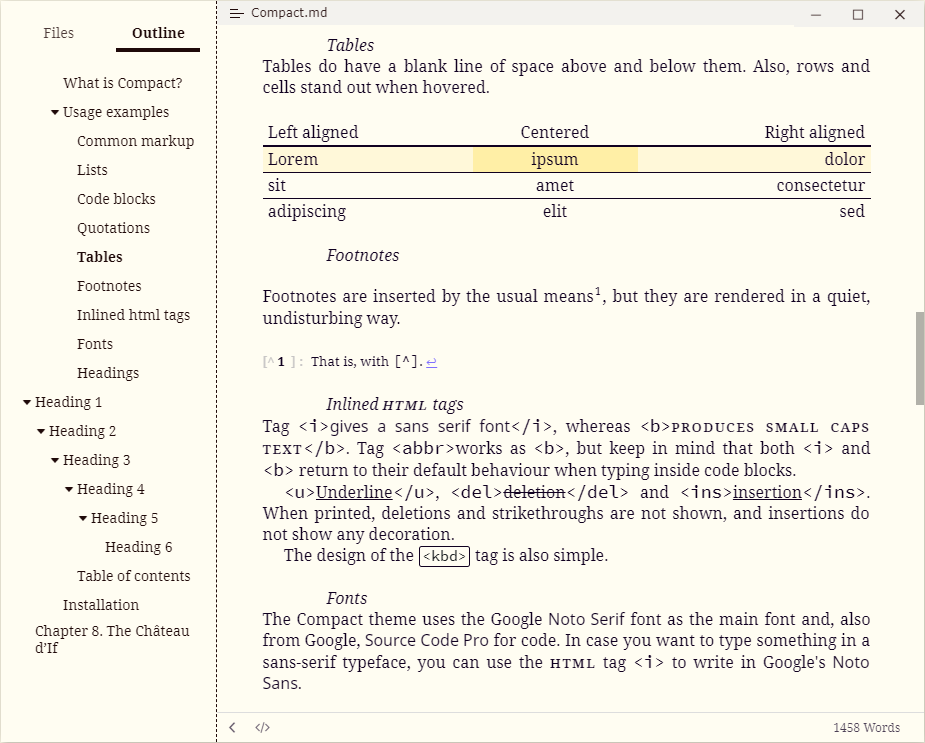 Files Outline
What is Compact?
Usage examples
Common markup
Lists
Code blocks
Quotations
Tables
Footnotes
Inlined html tags
Fonts
Headings
Heading 1
Heading 2
Heading 3
Heading 4
Heading 5
Heading 6
Table of contents
Installation
Chapter 8. The Château
d’If
Compact.md
Tables
Tables do have a blank line of space above and below them. Also, rows and
cells stand out when hovered.
Left aligned Centered Right aligned
Lorem ipsum dolor
sit amet consectetur
adipiscing elit sed
Footnotes
Footnotes are inserted by the usual means1, but they are rendered in a quiet,
undisturbing way.
[^1]: That is, with [^]. ↩
Inlined HTML tags
Tag <i>gives a sans serif font</i>, whereas <b>PRODUCES SMALL CAPS
TEXT</b>. Tag <abbr>works as <b>, but keep in mind that both <i> and
<b> return to their default behaviour when typing inside code blocks.
<u>Underline</u>, <del>deletion</del> and <ins>insertion</ins>.
When printed, deletions and strikethroughs are not shown, and insertions do
not show any decoration.
The design of the <kbd> tag is also simple.
Fonts
The Compact theme uses the Google Noto Serif font as the main font and, also
from Google, Source Code Pro for code. In case you want to type something in a
sans-serif typeface, you can use the HTML tag <i> to write in Google's Noto
Sans.
</> 1458 Words